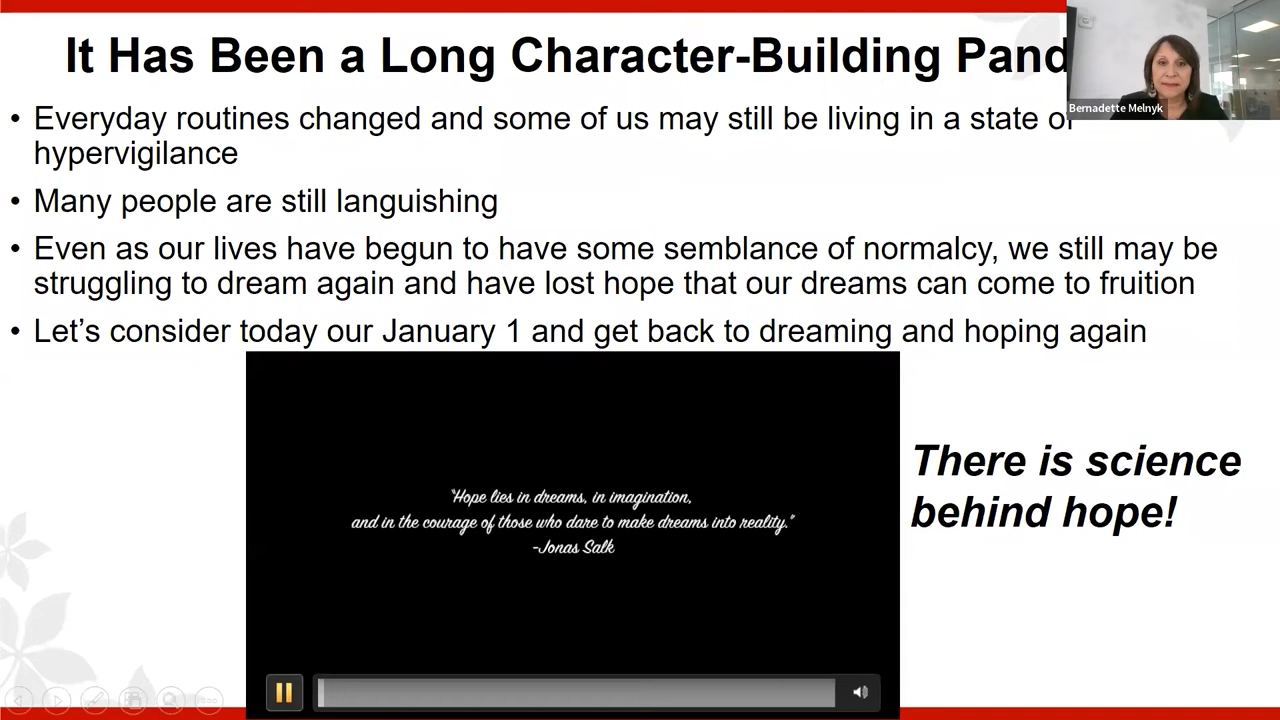 It Has Been a Long Character-Building Pand
Bernadette Melnyk
• Everyday routines changed and some of us may still be living in a state of
hypervigilance
• Many people are still languishing
• Even as our lives have begun to have some semblance of normalcy, we still may be
struggling to dream again and have lost hope that our dreams can come to fruition
• Let’s consider today our January 1 and get back to dreaming and hoping again
"Hope lies in dreams, in imagination,
and in the courage of those who dare to make dreams into reality."
-Jonas Salk
There is science
behind hope!